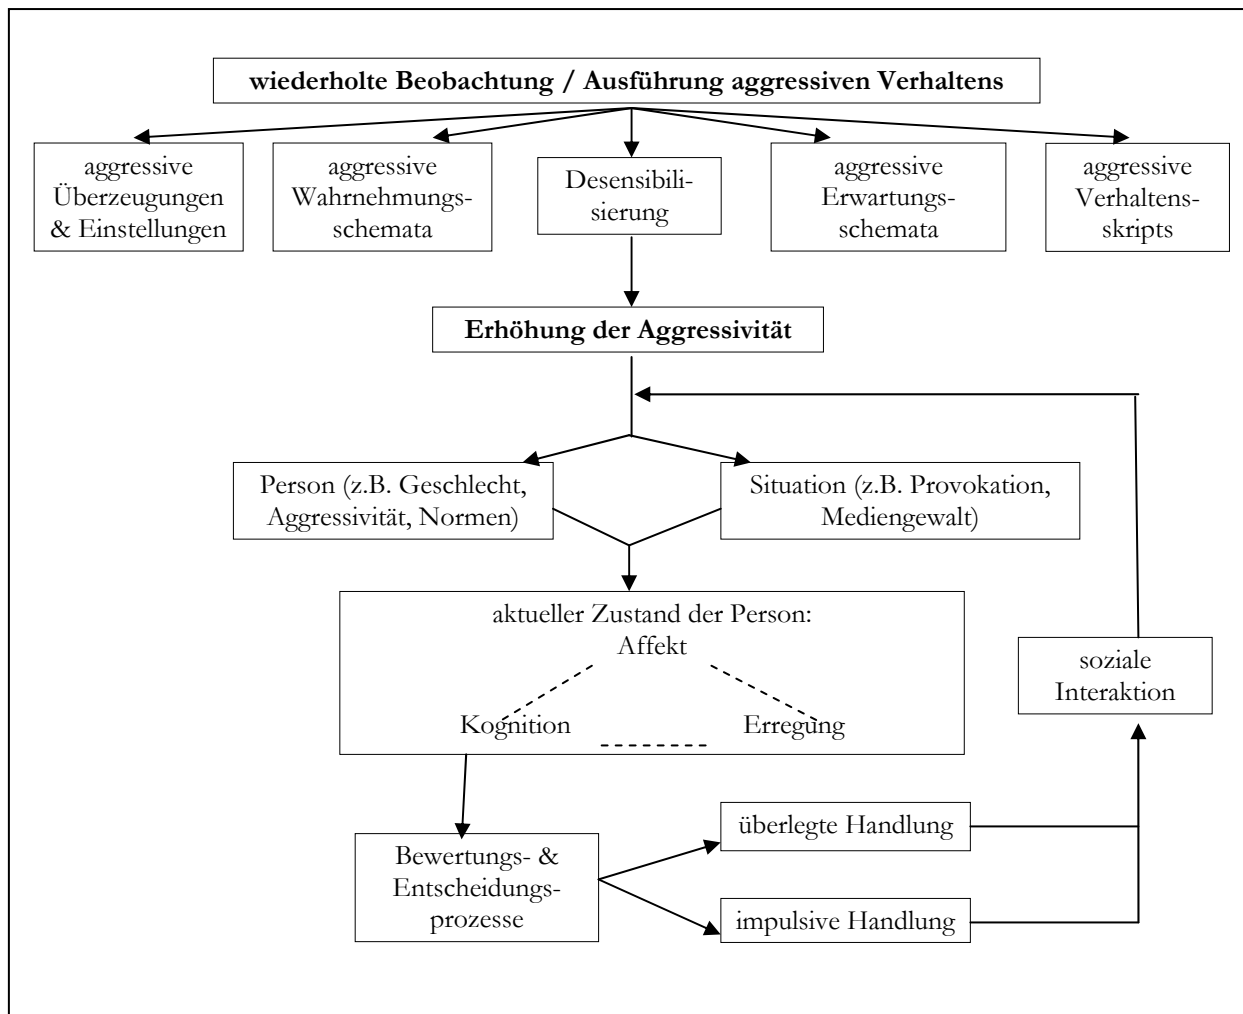 wiederholte Beobachtung / Ausführung aggressiven Verhaltens
aggressive
Überzeugungen
& Einstellungen
aggressive
Wahrnehmungs-
schemata
Desensibili-
sierung
aggressive
Erwartungs-
schemata
aggressive
Verhaltens-
skripts
Erhöhung der Aggressivität
Person (z.B. Geschlecht,
Aggressivität, Normen)
Situation (z.B. Provokation,
Mediengewalt)
aktueller Zustand der Person:
Affekt
Kognition
Erregung
soziale
Interaktion
Bewertungs- &
Entscheidungs-
prozesse
überlegte Handlung
impulsive Handlung